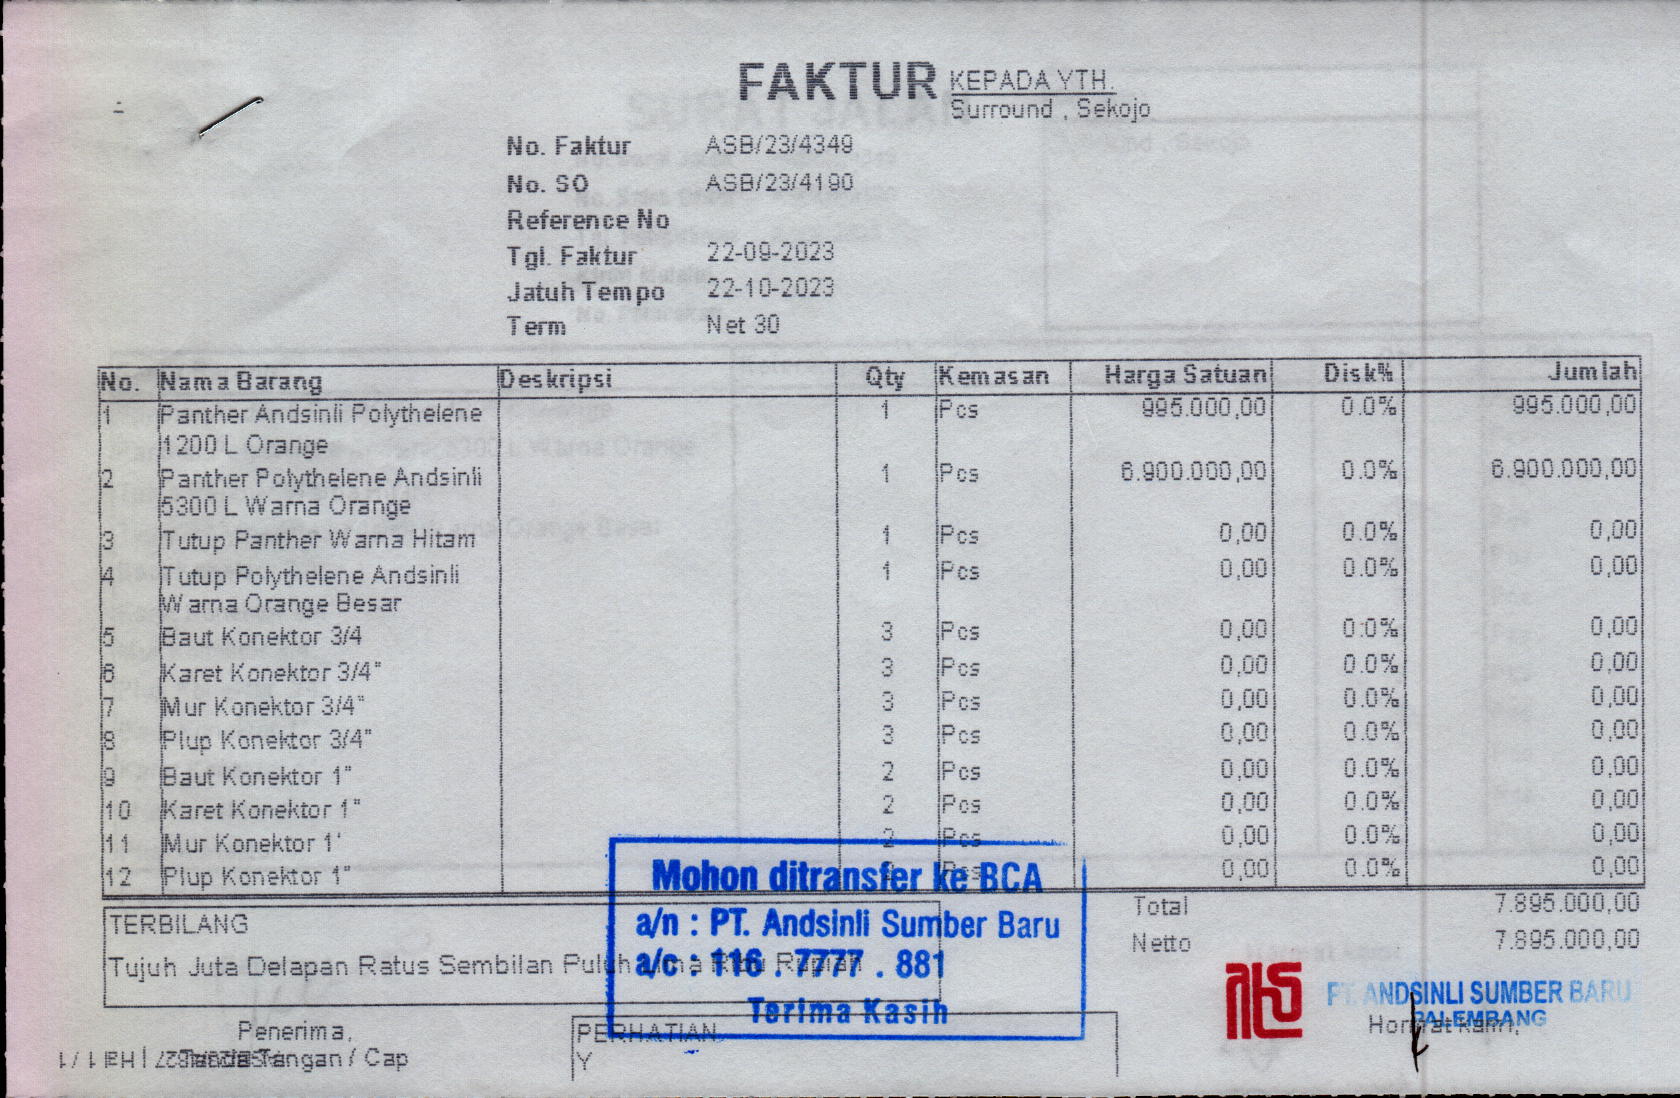 FAKTUR
KEPADA YTH.
Surround , Sekojo
No. Faktur ASB/23/4349
No. SO ASB/23/4190
Reference No
Tgl. Faktur 22-09-2023
Jatuh Tempo 22-10-2023
Term Net 30
No. Nama Barang Deskripsi Qty Kemasan Harga Satuan Disk% Jumlah
1 Panther Andsinli Polythelene 1 Pcs 995.000,00 0.0% 995.000,00
1200 L Orange
2 Panther Polythelene Andsinli 1 Pcs 6.900.000,00 0.0% 6.900.000,00
5300 L Warna Orange
3 Tutup Panther Warna Hitam 1 Pcs 0,00 0.0% 0,00
4 Tutup Polythelene Andsinli 1 Pcs 0,00 0.0% 0,00
Warna Orange Besar
5 Baut Konektor 3/4 3 Pcs 0,00 0.0% 0,00
6 Karet Konektor 3/4" 3 Pcs 0,00 0.0% 0,00
7 Mur Konektor 3/4" 3 Pcs 0,00 0.0% 0,00
8 Plup Konektor 3/4" 3 Pcs 0,00 0.0% 0,00
9 Baut Konektor 1" 2 Pcs 0,00 0.0% 0,00
10 Karet Konektor 1" 2 Pcs 0,00 0.0% 0,00
11 Mur Konektor 1' 2 Pcs 0,00 0.0% 0,00
12 Plup Konektor 1" Pcs 0,00 0.0% 0,00
Mohon ditransfer ke BCA
a/n : PT. Andsinli Sumber Baru
a/c : 116 . 7777 . 881
Terima Kasih
Total 7.895.000,00
Netto 7.895.000,00
TERBILANG
Tujuh Juta Delapan Ratus Sembilan Puluh Lima Ribu Rupiah
PT. ANDSINLI SUMBER BARU
PALEMBANG
Hormat Kami,
Penerima,
Tanda Tangan / Cap
PERHATIAN
Y